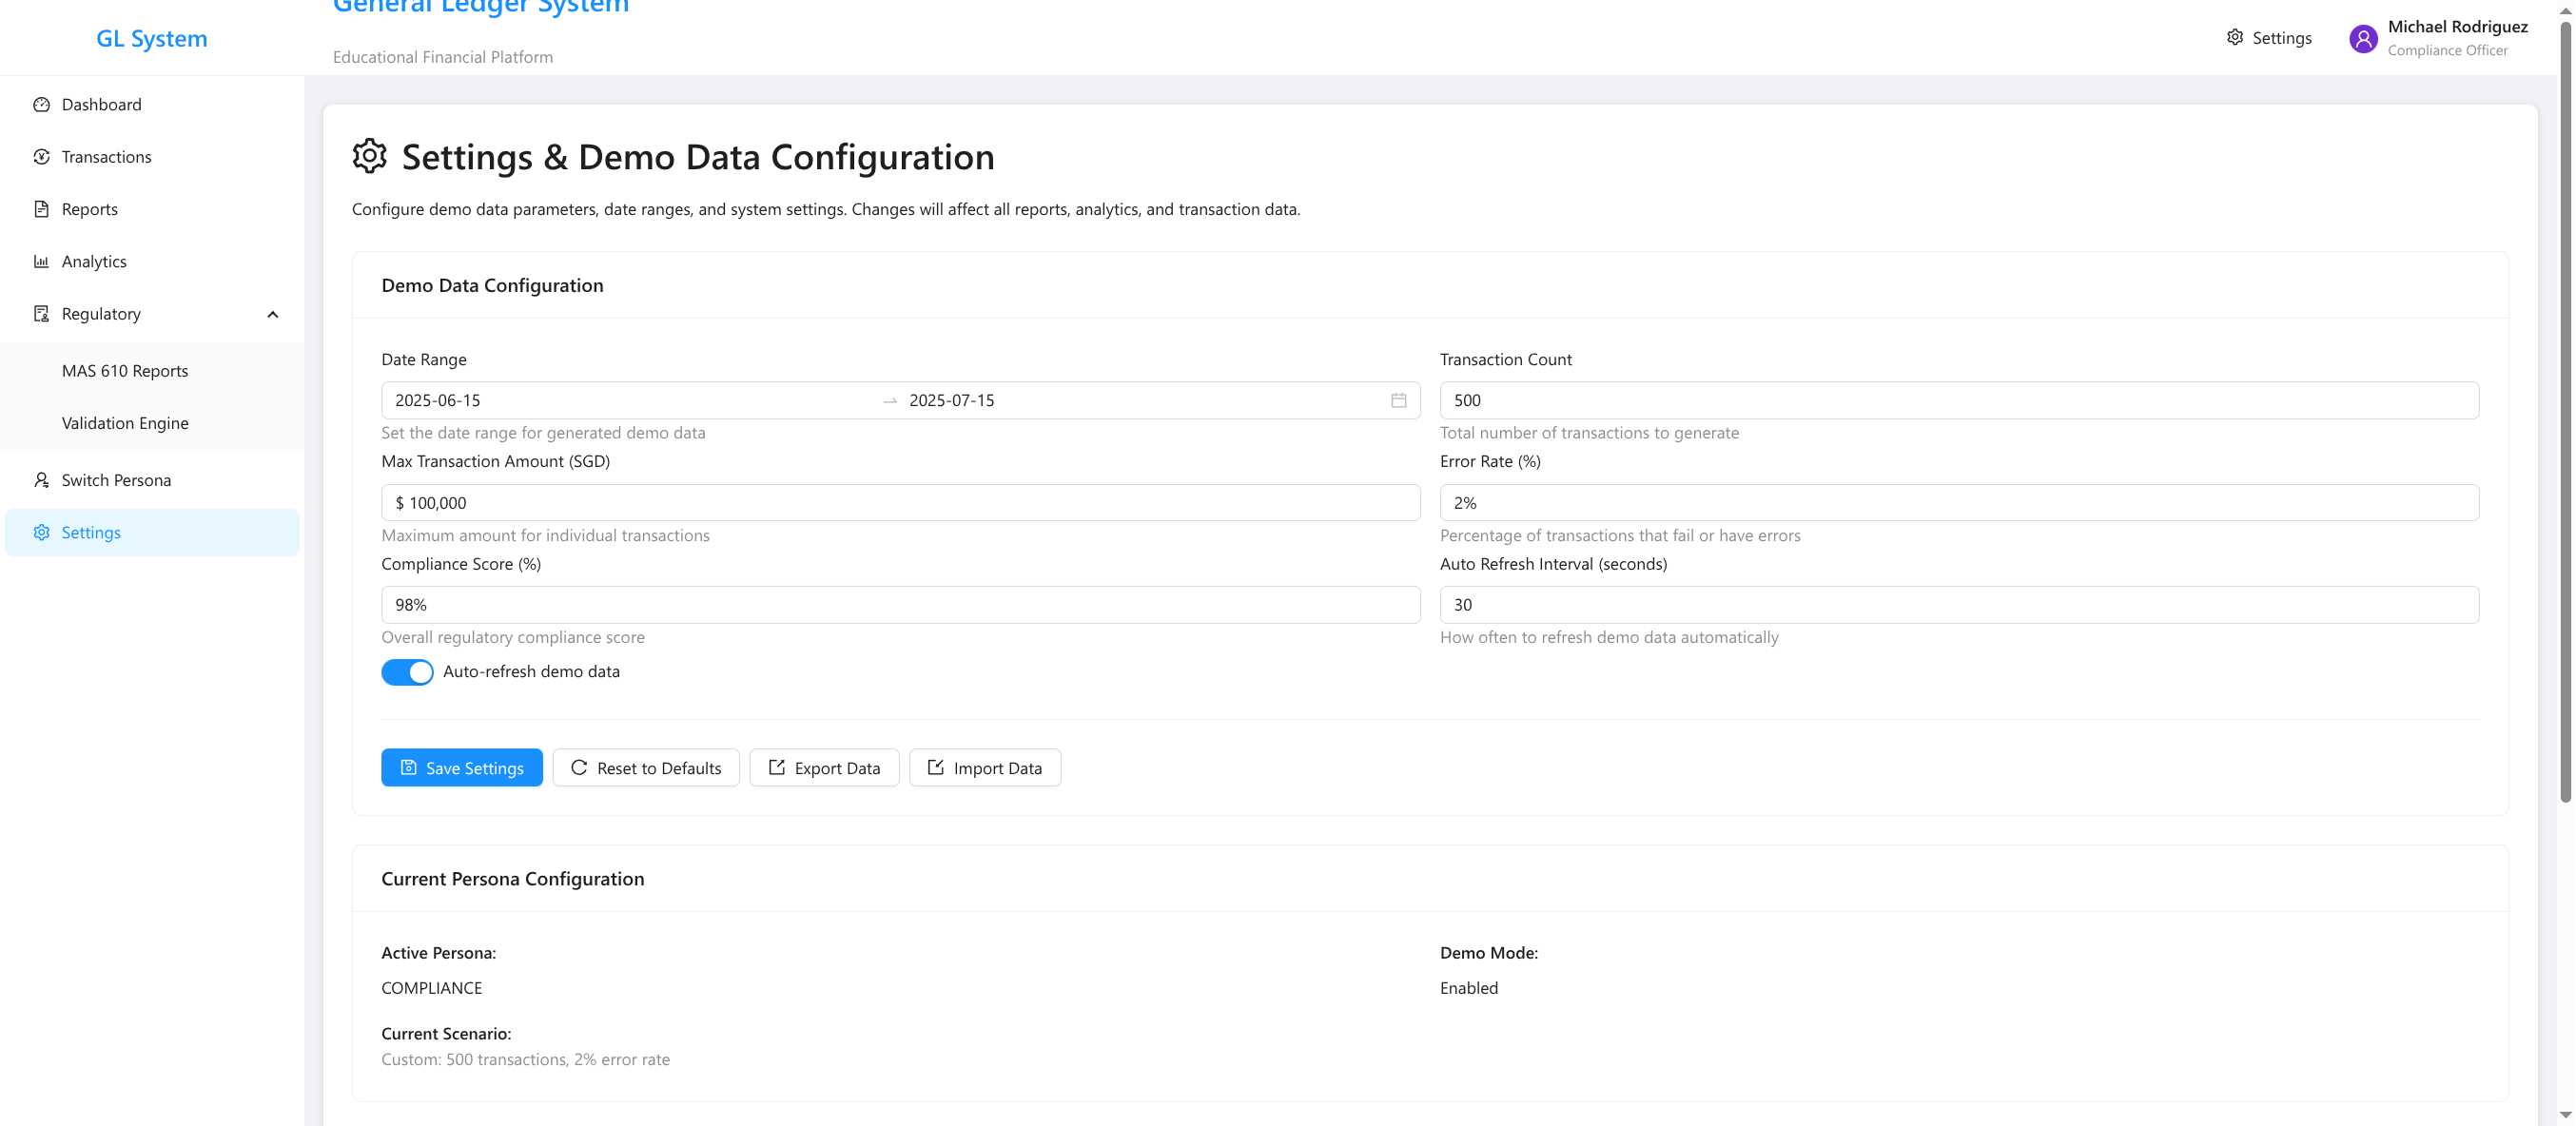 General Ledger System
GL System
Educational Financial Platform
Settings
Michael Rodriguez
Compliance Officer
Dashboard
Transactions
Reports
Analytics
Regulatory
MAS 610 Reports
Validation Engine
Switch Persona
Settings
Settings & Demo Data Configuration
Configure demo data parameters, date ranges, and system settings. Changes will affect all reports, analytics, and transaction data.
Demo Data Configuration
Date Range
2025-06-15 → 2025-07-15
Set the date range for generated demo data
Transaction Count
500
Total number of transactions to generate
Max Transaction Amount (SGD)
$ 100,000
Maximum amount for individual transactions
Error Rate (%)
2%
Percentage of transactions that fail or have errors
Compliance Score (%)
98%
Overall regulatory compliance score
Auto Refresh Interval (seconds)
30
How often to refresh demo data automatically
Auto-refresh demo data
Save Settings
Reset to Defaults
Export Data
Import Data
Current Persona Configuration
Active Persona:
COMPLIANCE
Demo Mode:
Enabled
Current Scenario:
Custom: 500 transactions, 2% error rate